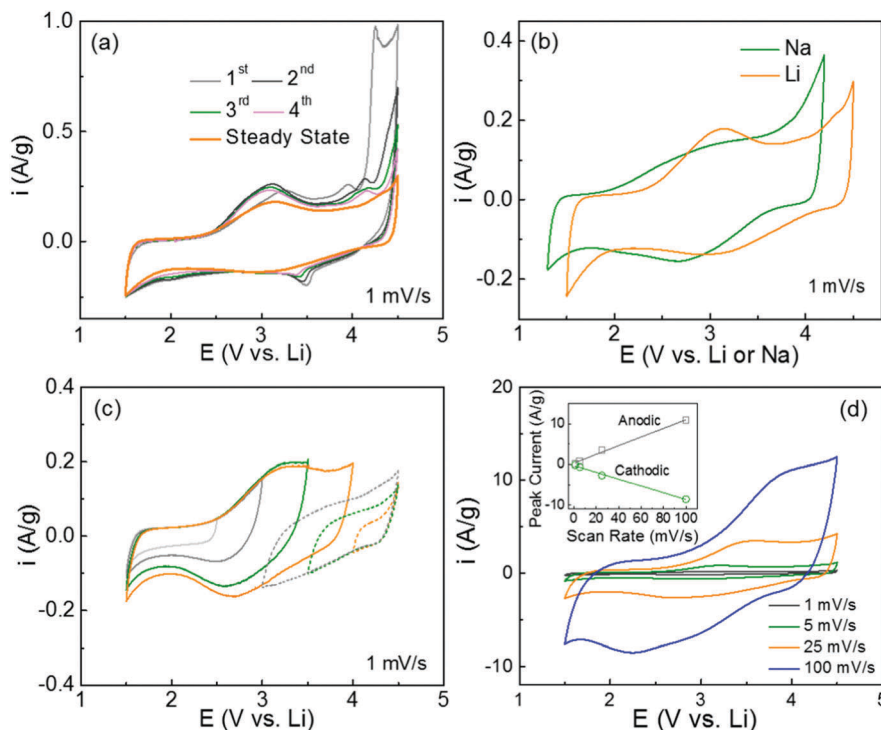 (a)
1st 2nd
3rd 4th
Steady State
1 mV/s
1.0
0.5
0.0
i (A/g)
2 3 4 5
E (V vs. Li)
(b)
Na
Li
1 mV/s
0.4
0.2
0.0
-0.2
i (A/g)
1 2 3 4 5
E (V vs. Li or Na)
(c)
1 mV/s
0.4
0.2
0.0
-0.2
-0.4
i (A/g)
1 2 3 4 5
E (V vs. Li)
(d)
Anodic
Cathodic
10
0
-10
Peak Current (A/g)
0 20 40 60 80 100
Scan Rate (mV/s)
1 mV/s
5 mV/s
25 mV/s
100 mV/s
20
10
0
-10
i (A/g)
1 2 3 4 5
E (V vs. Li)